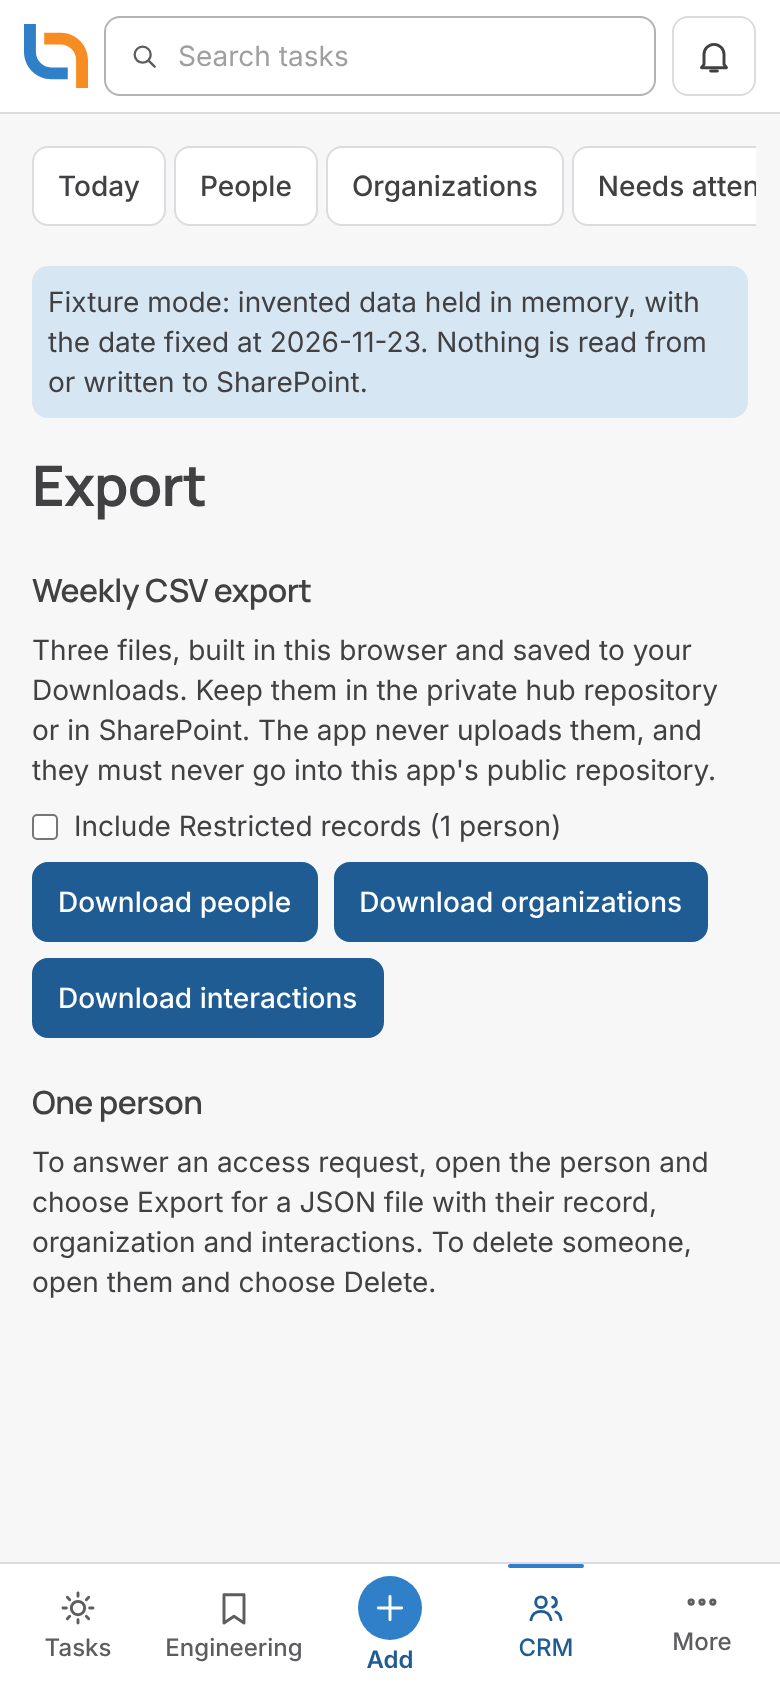 Search tasks
Today
People
Organizations
Needs atten
Fixture mode: invented data held in memory, with
the date fixed at 2026-11-23. Nothing is read from
or written to SharePoint.
Export
Weekly CSV export
Three files, built in this browser and saved to your
Downloads. Keep them in the private hub repository
or in SharePoint. The app never uploads them, and
they must never go into this app's public repository.
Include Restricted records (1 person)
Download people
Download organizations
Download interactions
One person
To answer an access request, open the person and
choose Export for a JSON file with their record,
organization and interactions. To delete someone,
open them and choose Delete.
Tasks
Engineering
Add
CRM
More